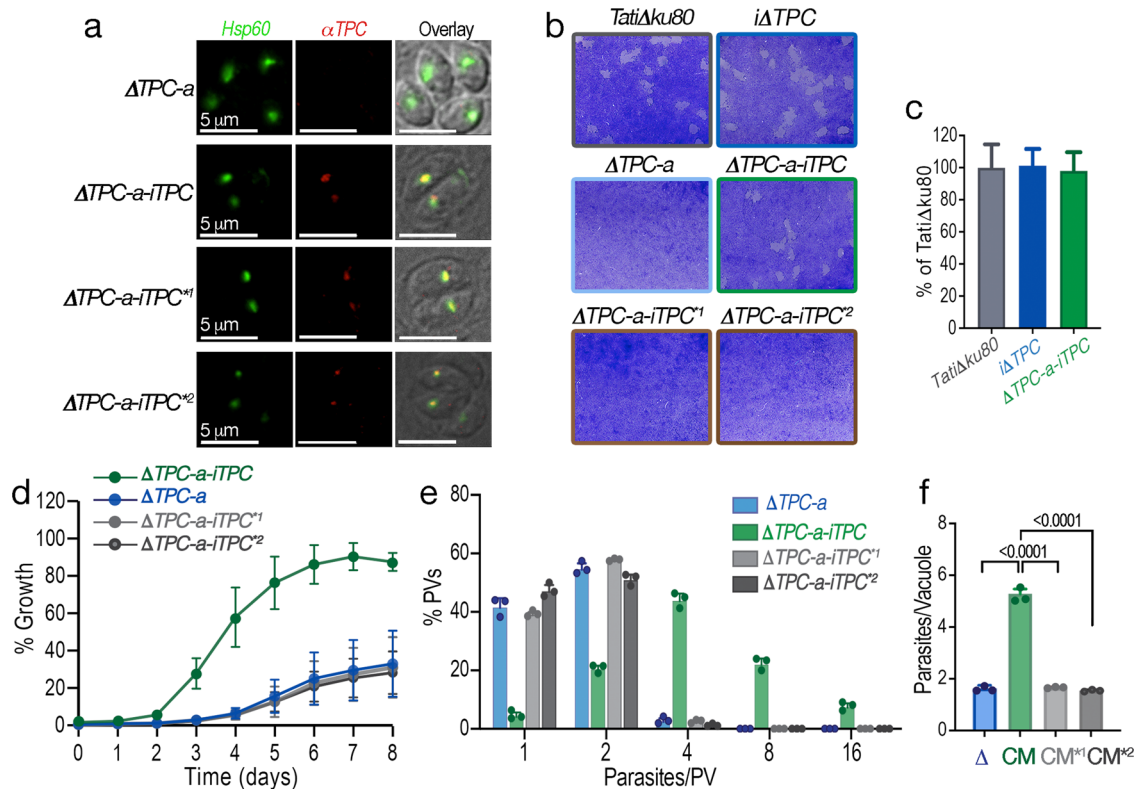 a
Hsp60
αTPC
Overlay
ΔTPC-a
5 μm
ΔTPC-a-iTPC
5 μm
ΔTPC-a-iTPC*1
5 μm
ΔTPC-a-iTPC*2
5 μm
b
TatiΔku80
iΔTPC
ΔTPC-a
ΔTPC-a-iTPC
ΔTPC-a-iTPC*1
ΔTPC-a-iTPC*2
c
% of TatiΔku80
140
120
100
80
60
40
20
0
TatiΔku80
iΔTPC
ΔTPC-a-iTPC
d
ΔTPC-a-iTPC
ΔTPC-a
ΔTPC-a-iTPC*1
ΔTPC-a-iTPC*2
% Growth
120
100
80
60
40
20
0
0 1 2 3 4 5 6 7 8
Time (days)
e
ΔTPC-a
ΔTPC-a-iTPC
ΔTPC-a-iTPC*1
ΔTPC-a-iTPC*2
% PVs
80
60
40
20
0
1 2 4 8 16
Parasites/PV
f
<0.0001
<0.0001
Parasites/Vacuole
8
6
4
2
0
Δ CM CM*1 CM*2